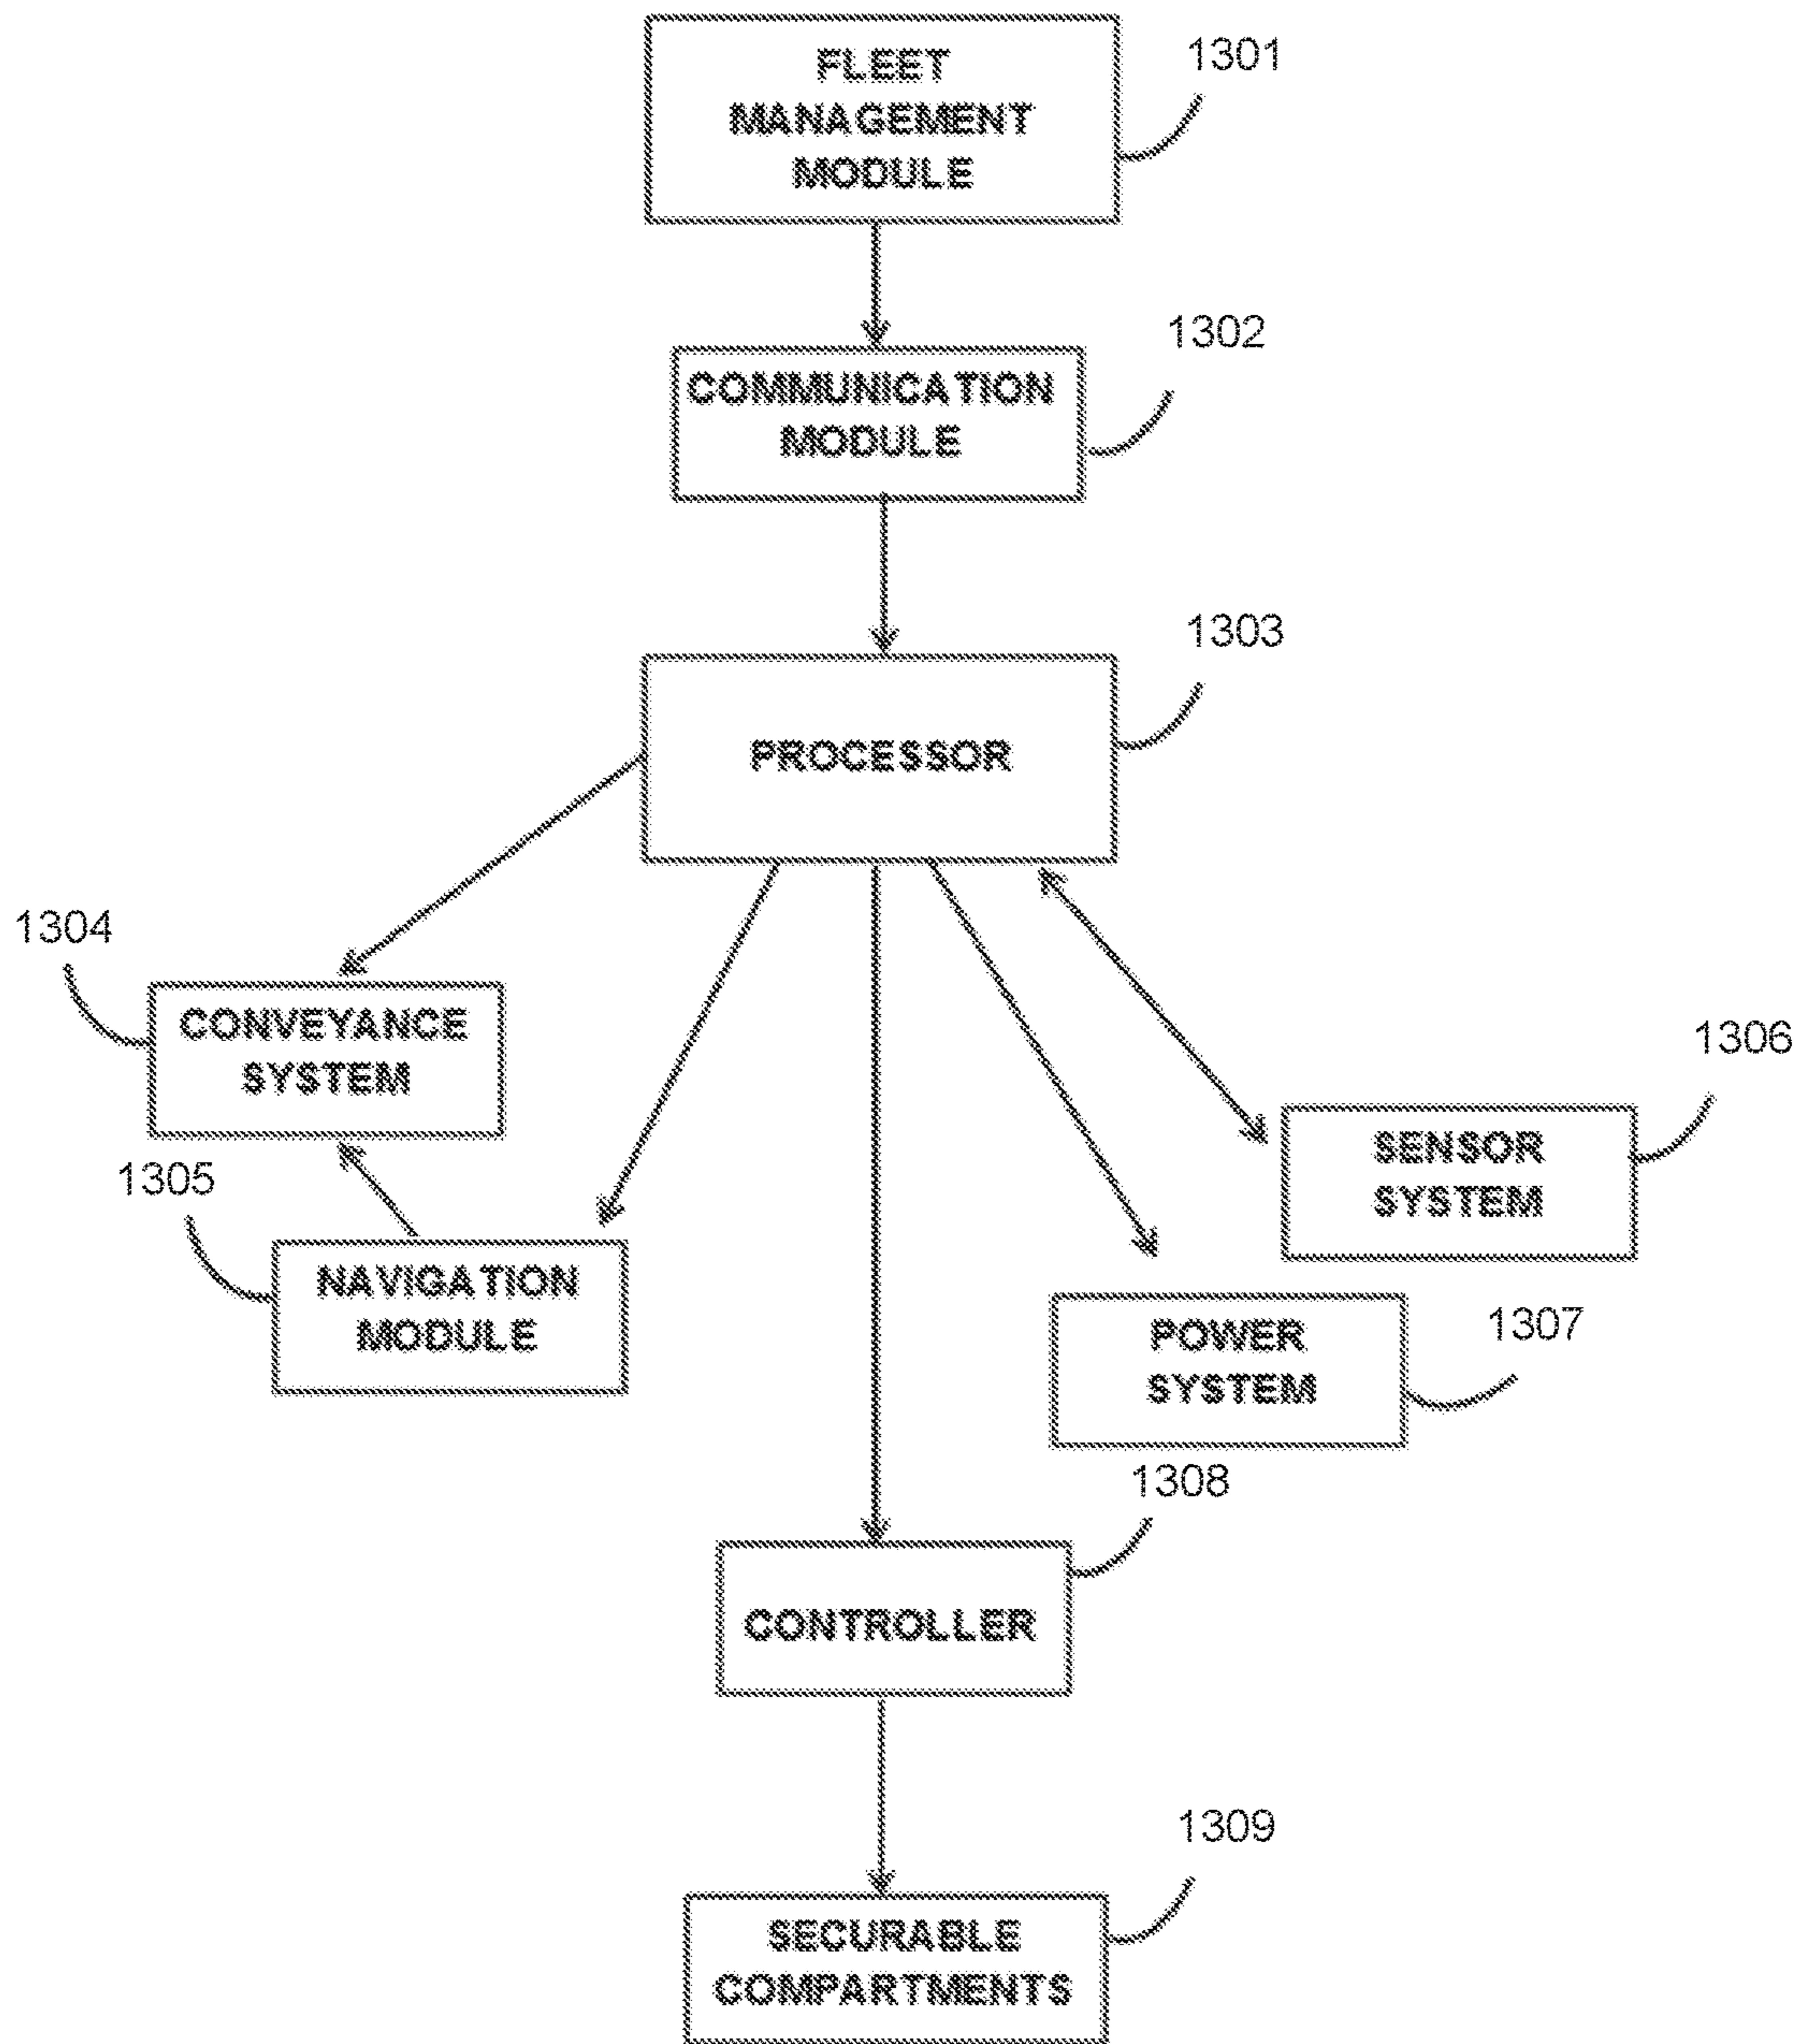 FLEET
MANAGEMENT
MODULE
1301
1302
COMMUNICATION
MODULE
1303
PROCESSOR
1304
CONVEYANCE
SYSTEM
1306
SENSOR
SYSTEM
1305
NAVIGATION
MODULE
1307
POWER
SYSTEM
1308
CONTROLLER
1309
SECURABLE
COMPARTMENTS